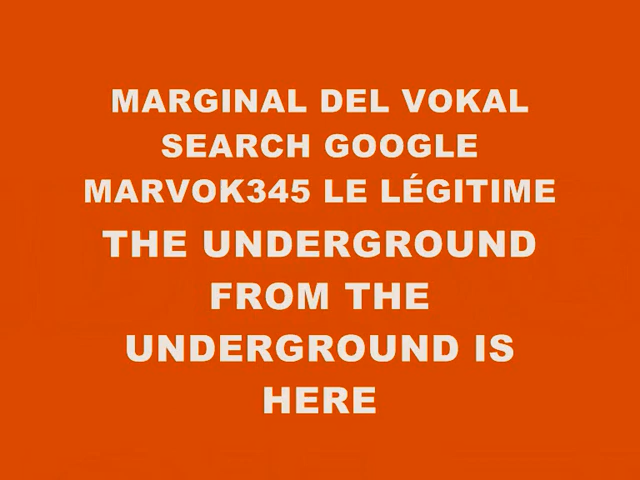 MARGINAL DEL VOKAL
SEARCH GOOGLE
MARVOK345 LE LÉGITIME
THE UNDERGROUND
FROM THE
UNDERGROUND IS
HERE